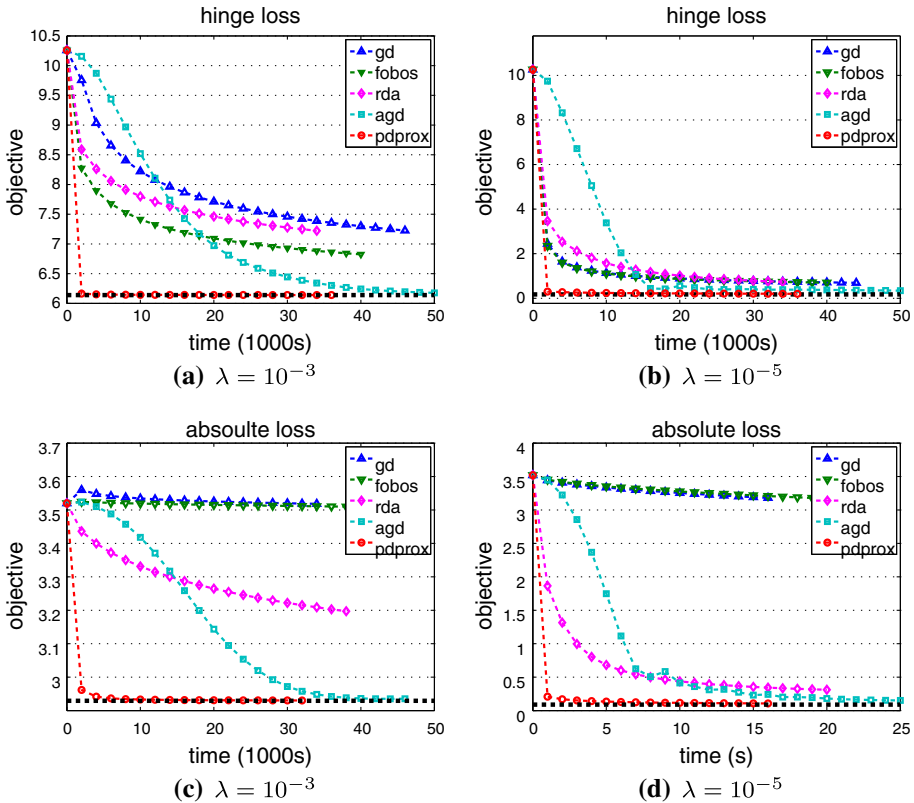 hinge loss
10.5
10
9.5
9
8.5
8
7.5
7
6.5
6
objective
gd
fobos
rda
agd
pdprox
0 10 20 30 40 50
time (1000s)
(a) λ = 10⁻³
hinge loss
10
8
6
4
2
0
objective
gd
fobos
rda
agd
pdprox
0 10 20 30 40 50
time (1000s)
(b) λ = 10⁻⁵
absoulte loss
3.7
3.6
3.5
3.4
3.3
3.2
3.1
3
objective
gd
fobos
rda
agd
pdprox
0 10 20 30 40 50
time (1000s)
(c) λ = 10⁻³
absolute loss
4
3.5
3
2.5
2
1.5
1
0.5
0
objective
gd
fobos
rda
agd
pdprox
0 5 10 15 20 25
time (s)
(d) λ = 10⁻⁵